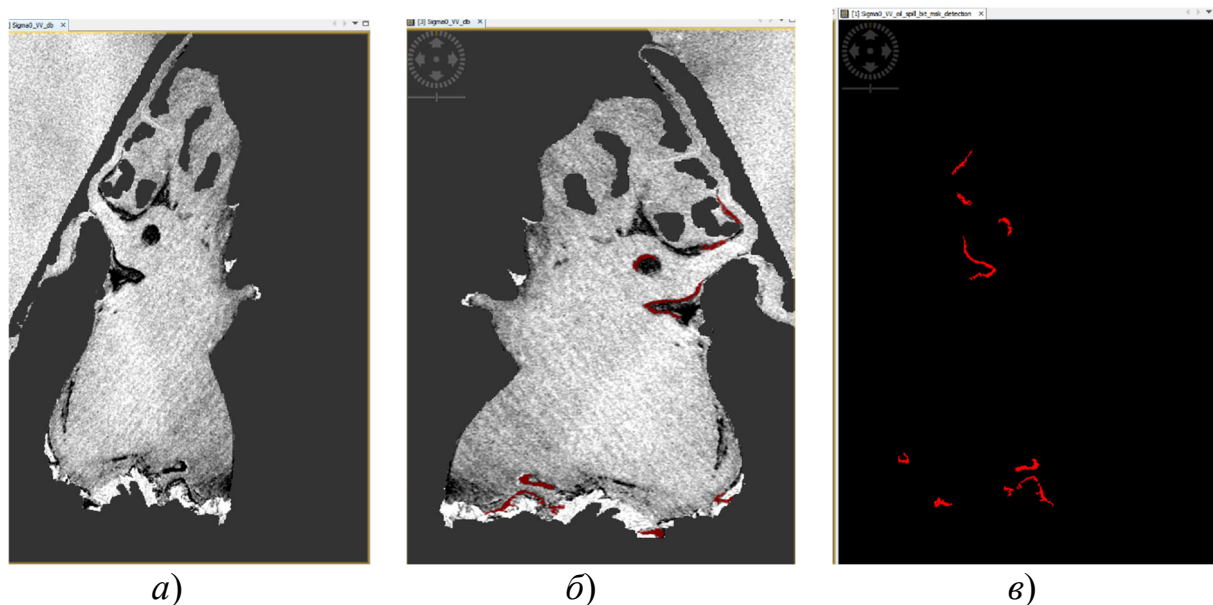 ] Sigma0_VV_db
[3] Sigma0_VV_db
[1] Sigma0_VV_oil_spill_bit_msk_detection
а)
б)
в)